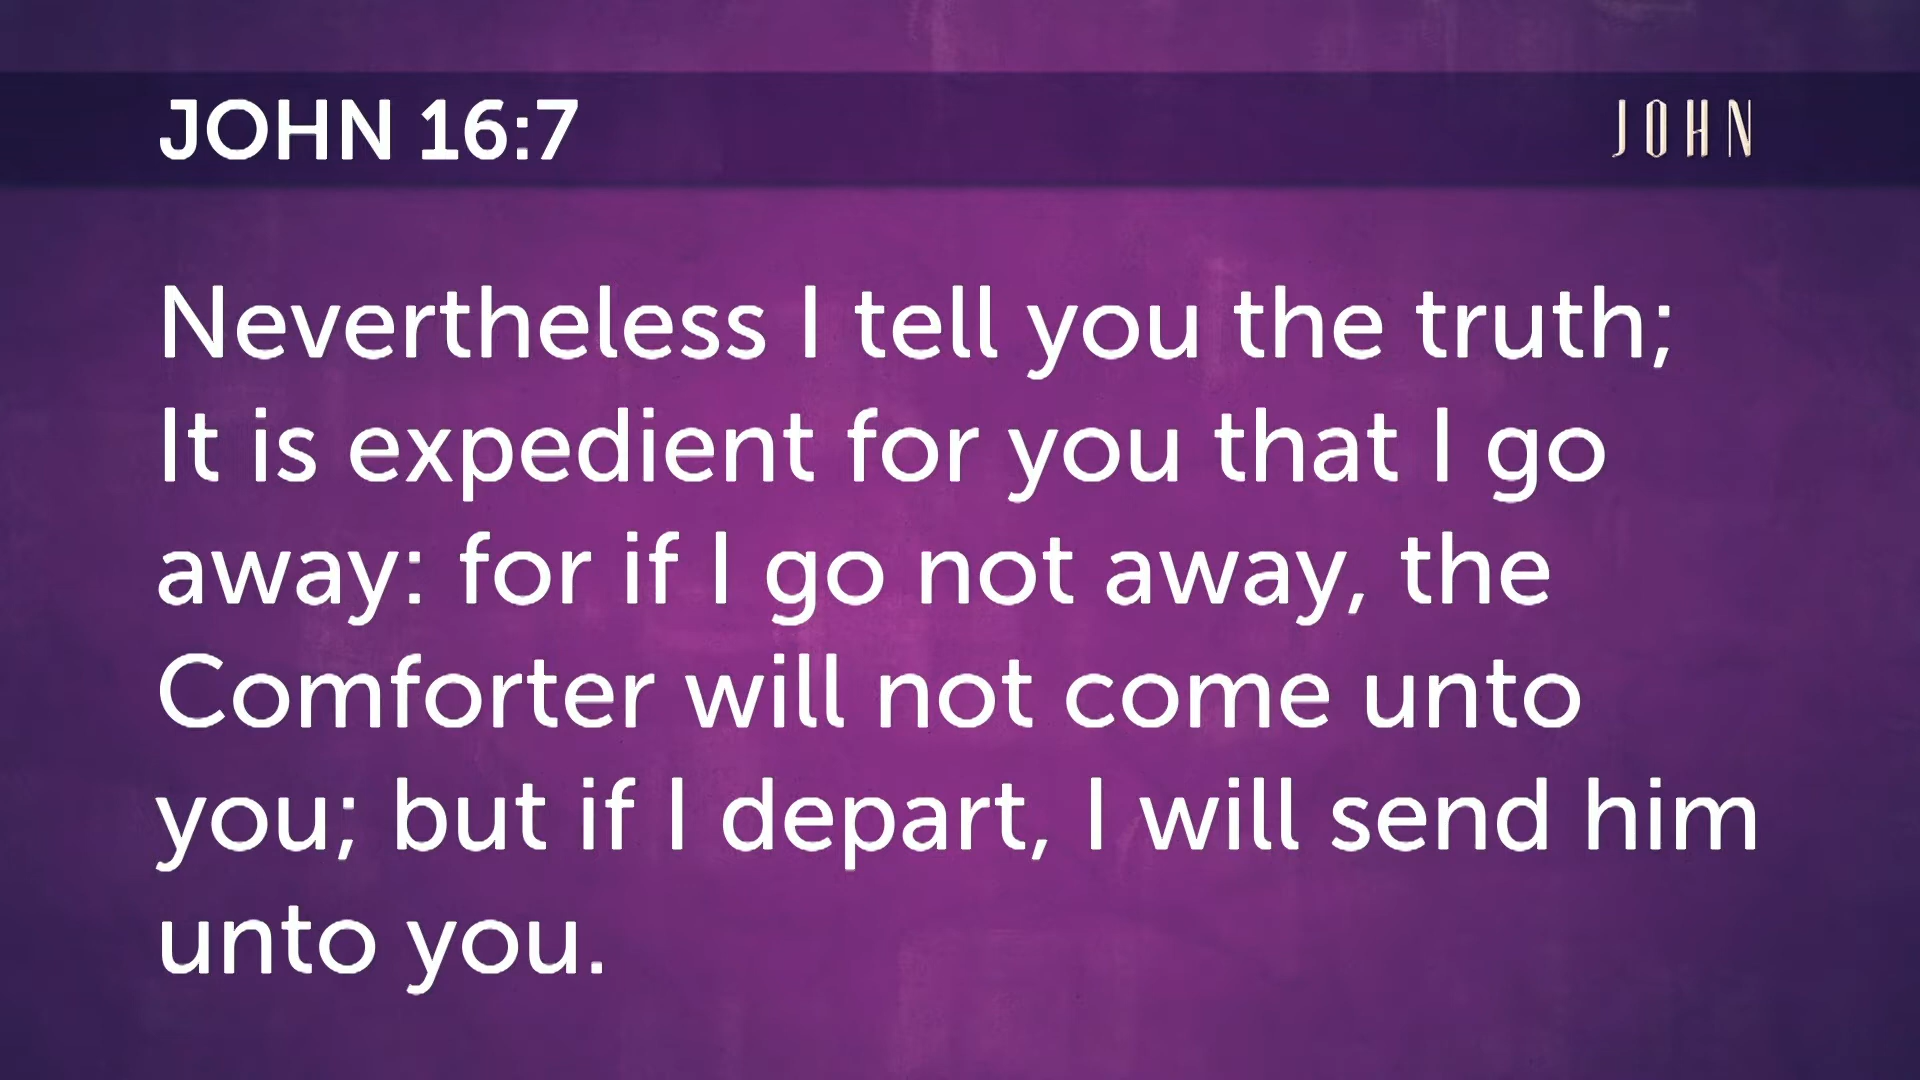 JOHN 16:7
JOHN
Nevertheless I tell you the truth;
It is expedient for you that I go
away: for if I go not away, the
Comforter will not come unto
you; but if I depart, I will send him
unto you.